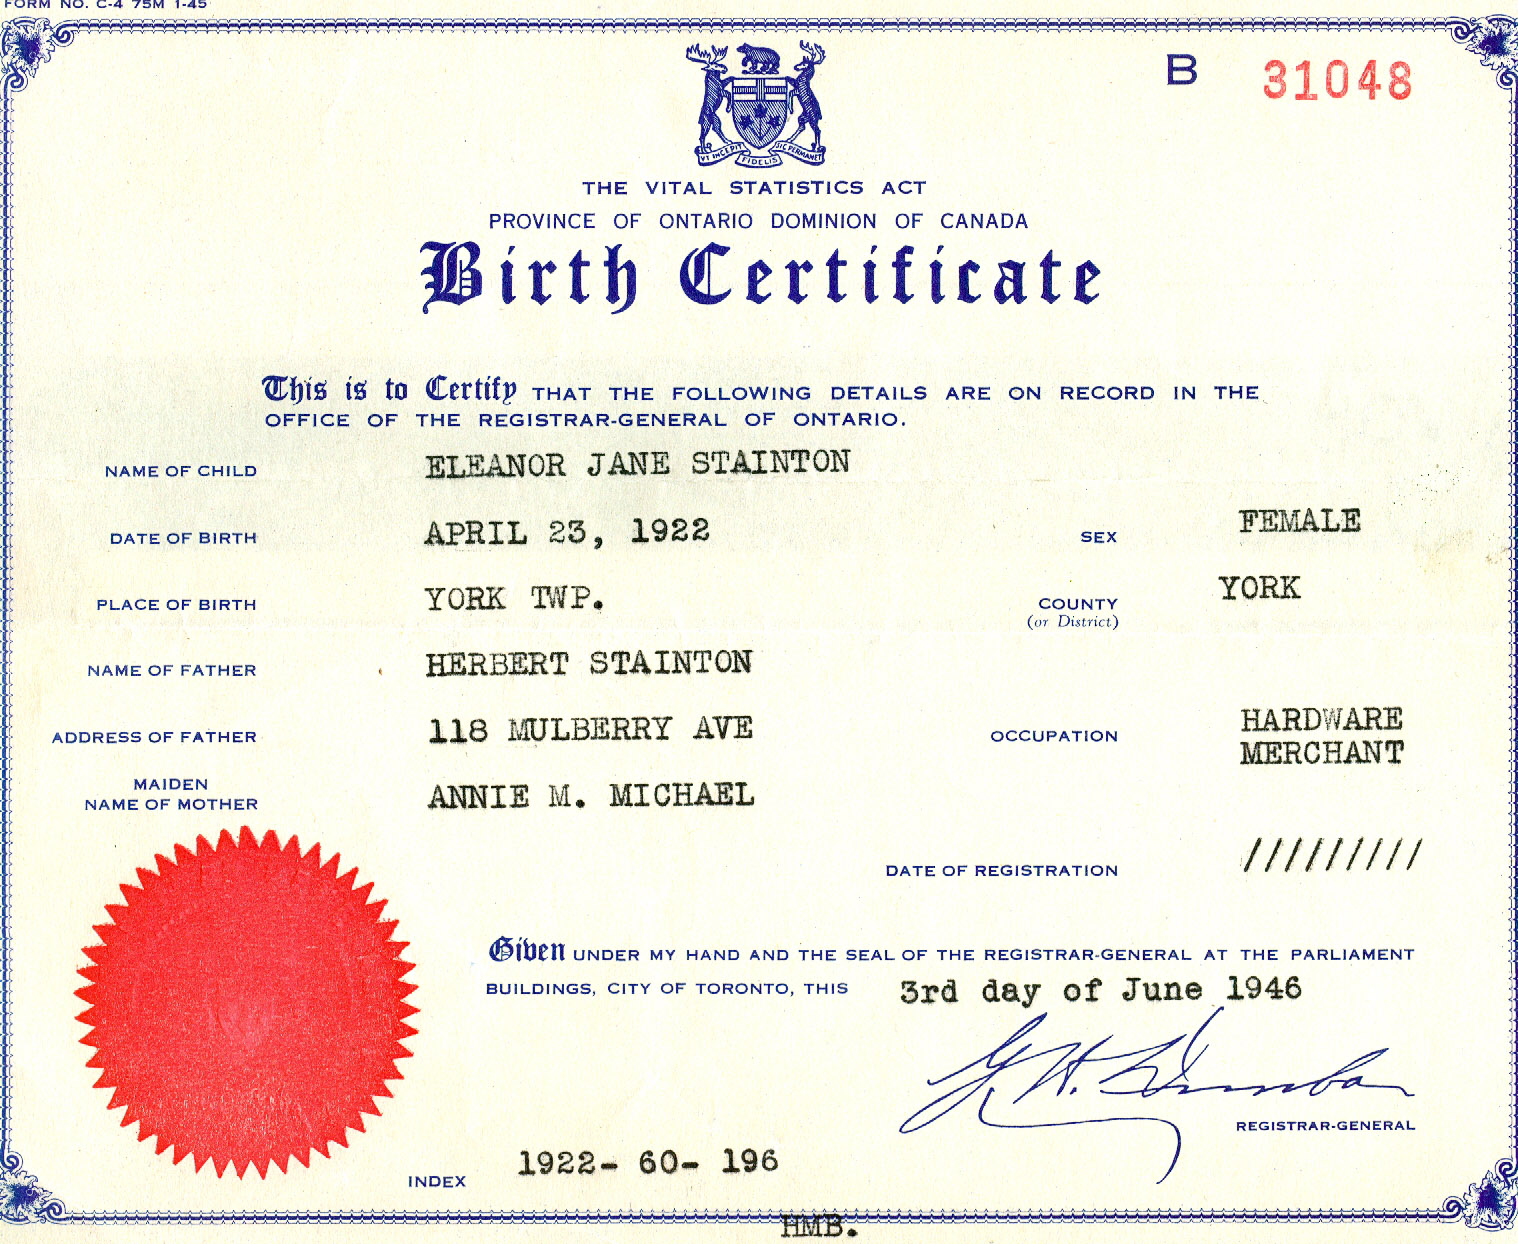 FORM NO. C-4 75M 1-45
B 31048
VT INCEPIT FIDELIS SIC PERMANET
THE VITAL STATISTICS ACT
PROVINCE OF ONTARIO DOMINION OF CANADA
Birth Certificate
This is to Certify THAT THE FOLLOWING DETAILS ARE ON RECORD IN THE
OFFICE OF THE REGISTRAR-GENERAL OF ONTARIO.
NAME OF CHILD ELEANOR JANE STAINTON
DATE OF BIRTH APRIL 23, 1922 SEX FEMALE
PLACE OF BIRTH YORK TWP. COUNTY YORK
(or District)
NAME OF FATHER HERBERT STAINTON
ADDRESS OF FATHER 118 MULBERRY AVE OCCUPATION HARDWARE
MERCHANT
MAIDEN
NAME OF MOTHER ANNIE M. MICHAEL
DATE OF REGISTRATION /////////
Given UNDER MY HAND AND THE SEAL OF THE REGISTRAR-GENERAL AT THE PARLIAMENT
BUILDINGS, CITY OF TORONTO, THIS 3rd day of June 1946
REGISTRAR-GENERAL
INDEX 1922- 60- 196
HMB.